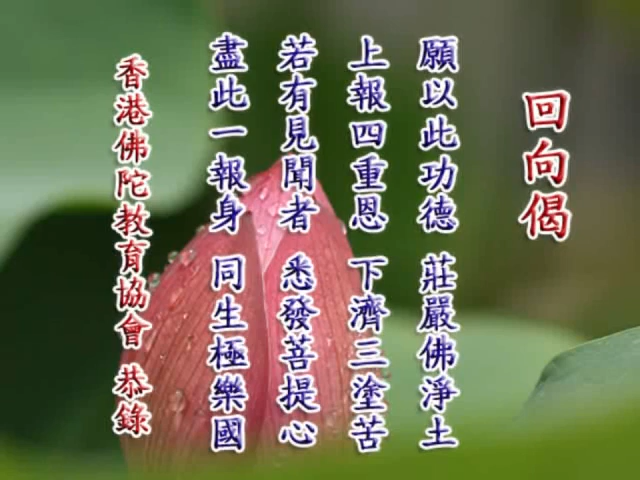 回向偈
願以此功德 莊嚴佛淨土
上報四重恩 下濟三塗苦
若有見聞者 悉發菩提心
盡此一報身 同生極樂國
香港佛陀教育協會 恭錄